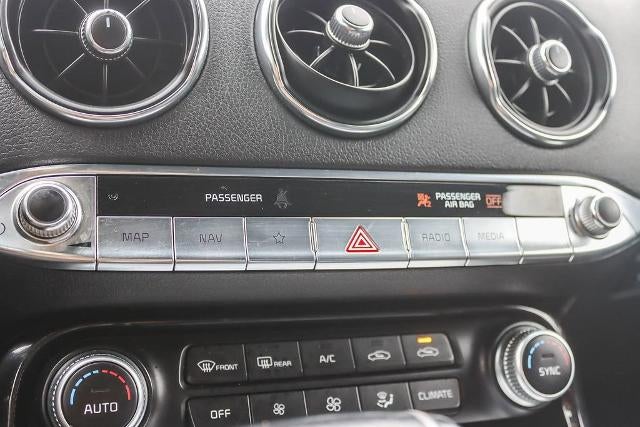 PASSENGER
PASSENGER AIR BAG OFF
MAP NAV RADIO MEDIA
FRONT REAR A/C
AUTO SYNC
OFF CLIMATE